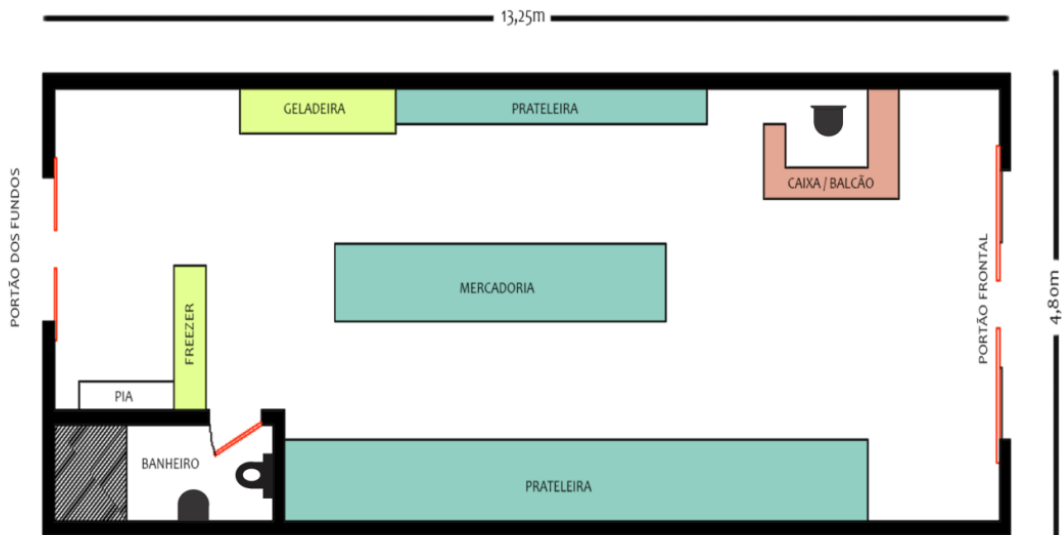 13,25m
GELADEIRA
PRATELEIRA
CAIXA / BALCÃO
PORTÃO DOS FUNDOS
MERCADORIA
PORTÃO FRONTAL
4,80m
FREEZER
PIA
BANHEIRO
PRATELEIRA